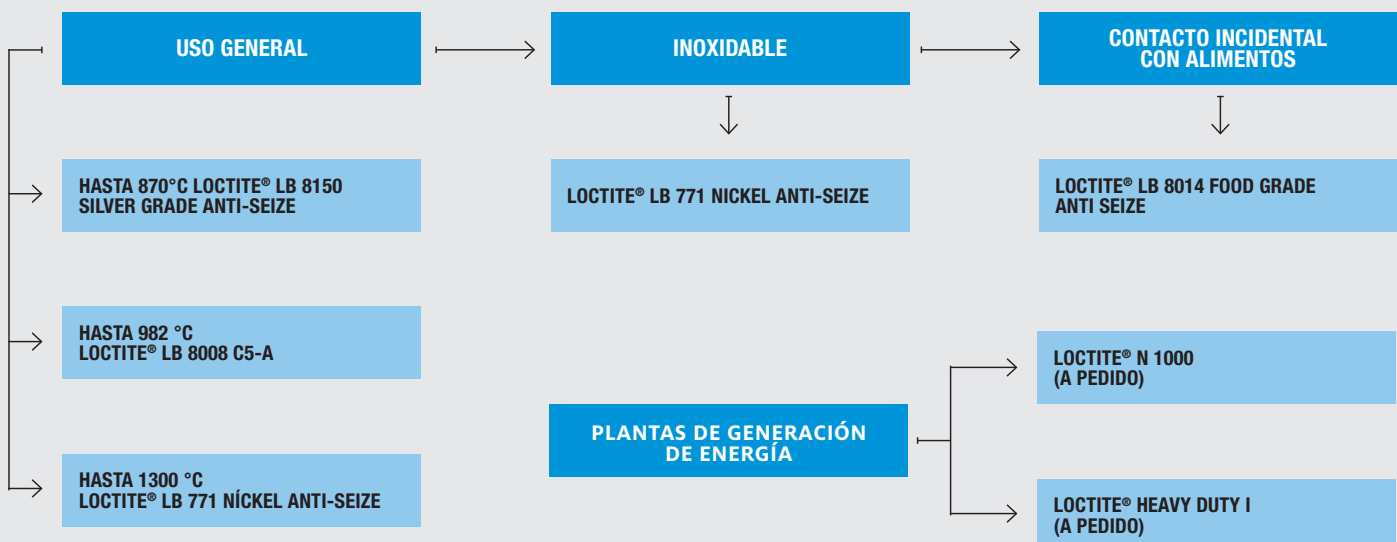 USO GENERAL
INOXIDABLE
CONTACTO INCIDENTAL
CON ALIMENTOS
HASTA 870°C LOCTITE® LB 8150
SILVER GRADE ANTI-SEIZE
LOCTITE® LB 771 NICKEL ANTI-SEIZE
LOCTITE® LB 8014 FOOD GRADE
ANTI SEIZE
HASTA 982 °C
LOCTITE® LB 8008 C5-A
LOCTITE® N 1000
(A PEDIDO)
PLANTAS DE GENERACIÓN
DE ENERGÍA
HASTA 1300 °C
LOCTITE® LB 771 NÍCKEL ANTI-SEIZE
LOCTITE® HEAVY DUTY I
(A PEDIDO)